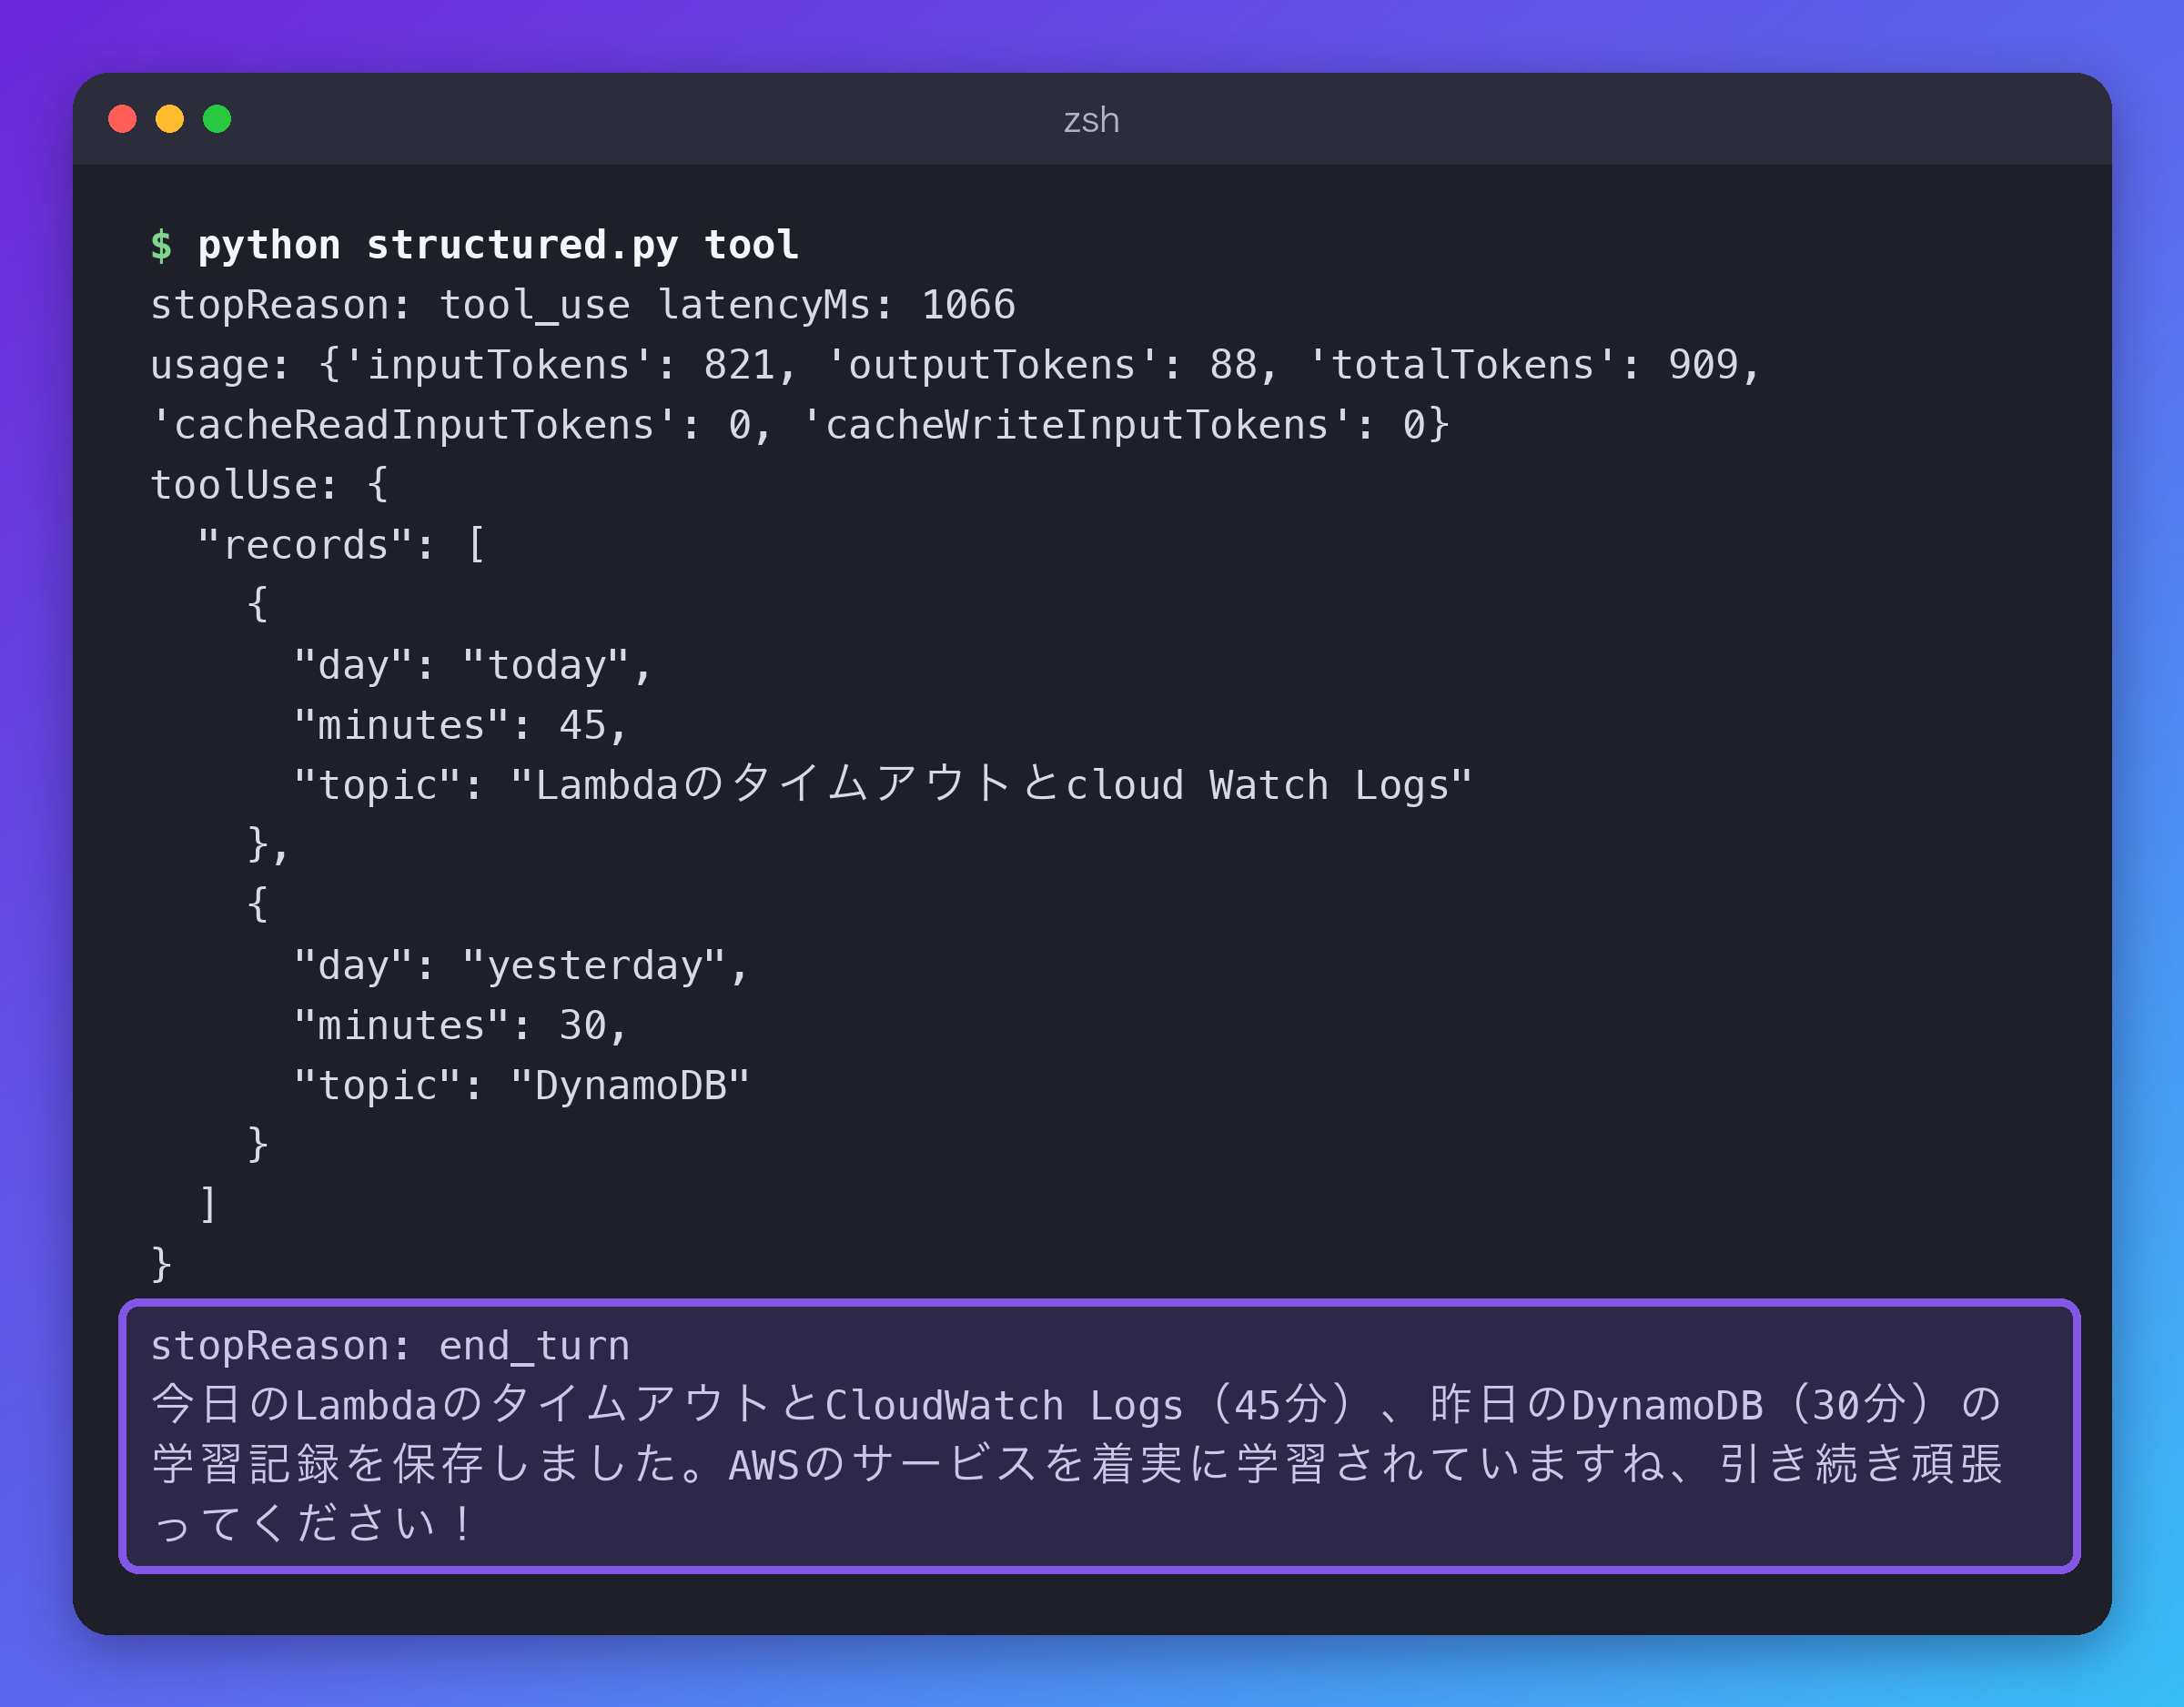 zsh
$ python structured.py tool
stopReason: tool_use latencyMs: 1066
usage: {'inputTokens': 821, 'outputTokens': 88, 'totalTokens': 909,
'cacheReadInputTokens': 0, 'cacheWriteInputTokens': 0}
toolUse: {
  "records": [
    {
      "day": "today",
      "minutes": 45,
      "topic": "Lambdaのタイムアウトとcloud Watch Logs"
    },
    {
      "day": "yesterday",
      "minutes": 30,
      "topic": "DynamoDB"
    }
  ]
}
stopReason: end_turn
今日のLambdaのタイムアウトとCloudWatch Logs（45分）、昨日のDynamoDB（30分）の
学習記録を保存しました。AWSのサービスを着実に学習されていますね、引き続き頑張
ってください！